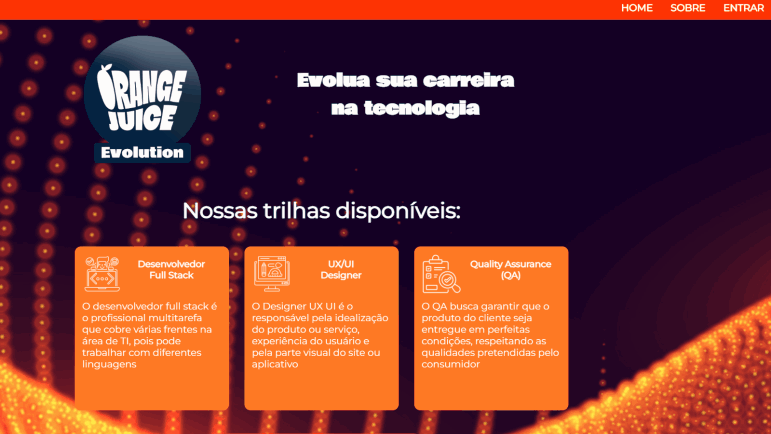 HOME SOBRE ENTRAR
ORANGE
JUICE
Evolution
Evolua sua carreira
na tecnologia
Nossas trilhas disponíveis:
Desenvolvedor
Full Stack
O desenvolvedor full stack é
o profissional multitarefa
que cobre várias frentes na
área de TI, pois pode
trabalhar com diferentes
linguagens
UX/UI
Designer
O Designer UX UI é o
responsável pela idealização
do produto ou serviço,
experiência do usuário e
pela parte visual do site ou
aplicativo
Quality Assurance
(QA)
O QA busca garantir que o
produto do cliente seja
entregue em perfeitas
condições, respeitando as
qualidades pretendidas pelo
consumidor